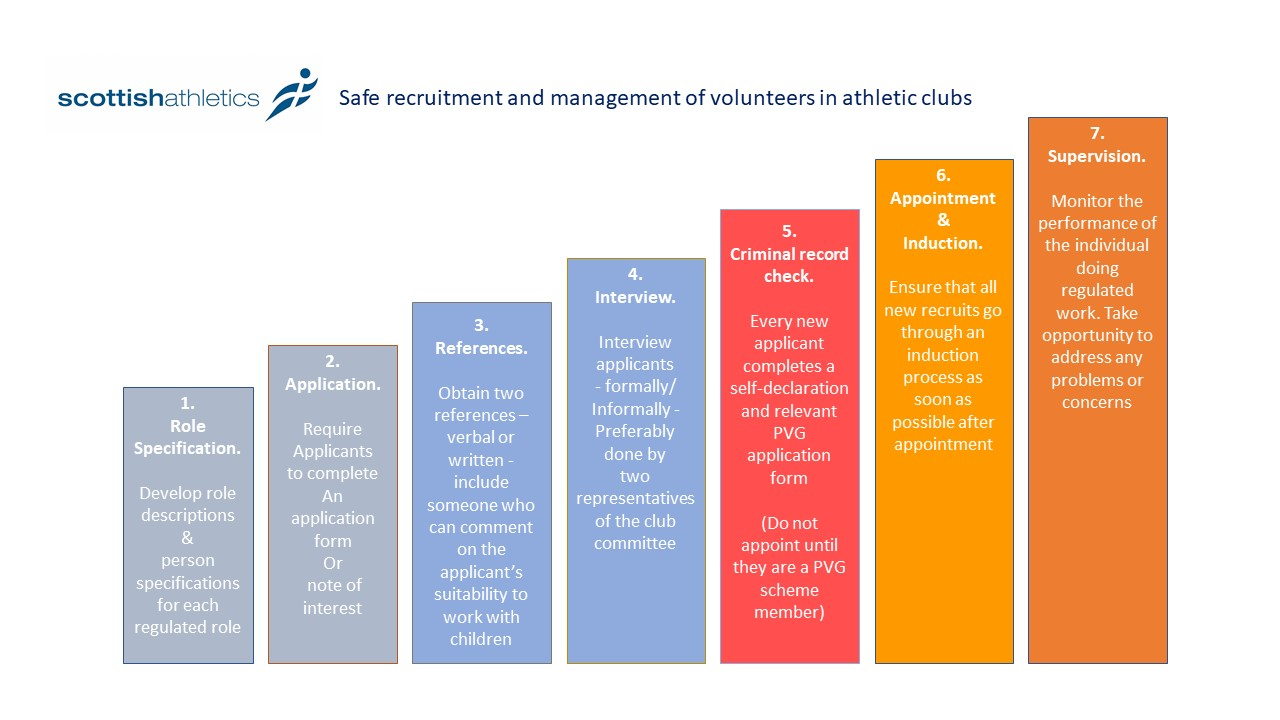 scottishathletics
Safe recruitment and management of volunteers in athletic clubs
1.
Role
Specification.
Develop role
descriptions
&
person
specifications
for each
regulated role
2.
Application.
Require
Applicants
to complete
An
application
form
Or
note of
interest
3.
References.
Obtain two
references –
verbal or
written -
include
someone who
can comment
on the
applicant’s
suitability to
work with
children
4.
Interview.
Interview
applicants
- formally/
Informally -
Preferably
done by
two
representatives
of the club
committee
5.
Criminal record
check.
Every new
applicant
completes a
self-declaration
and relevant
PVG
application
form
(Do not
appoint until
they are a PVG
scheme
member)
6.
Appointment
&
Induction.
Ensure that all
new recruits go
through an
induction
process as
soon as
possible after
appointment
7.
Supervision.
Monitor the
performance of
the individual
doing
regulated
work. Take
opportunity to
address any
problems or
concerns